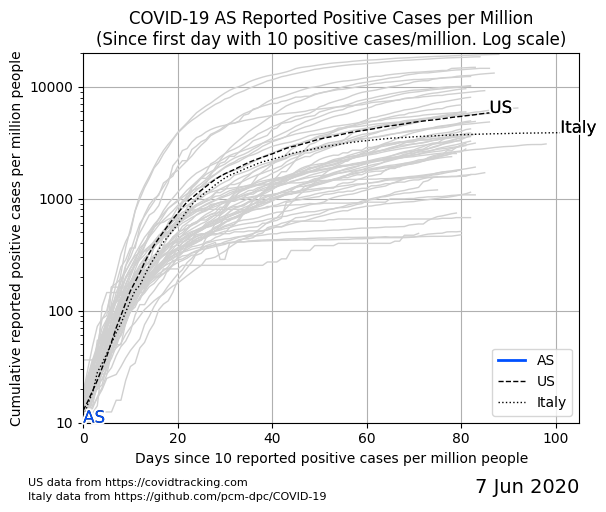 COVID-19 AS Reported Positive Cases per Million
(Since first day with 10 positive cases/million. Log scale)
Cumulative reported positive cases per million people
10000
1000
100
10
US
Italy
AS
AS
US
Italy
0
20
40
60
80
100
Days since 10 reported positive cases per million people
US data from https://covidtracking.com
Italy data from https://github.com/pcm-dpc/COVID-19
7 Jun 2020